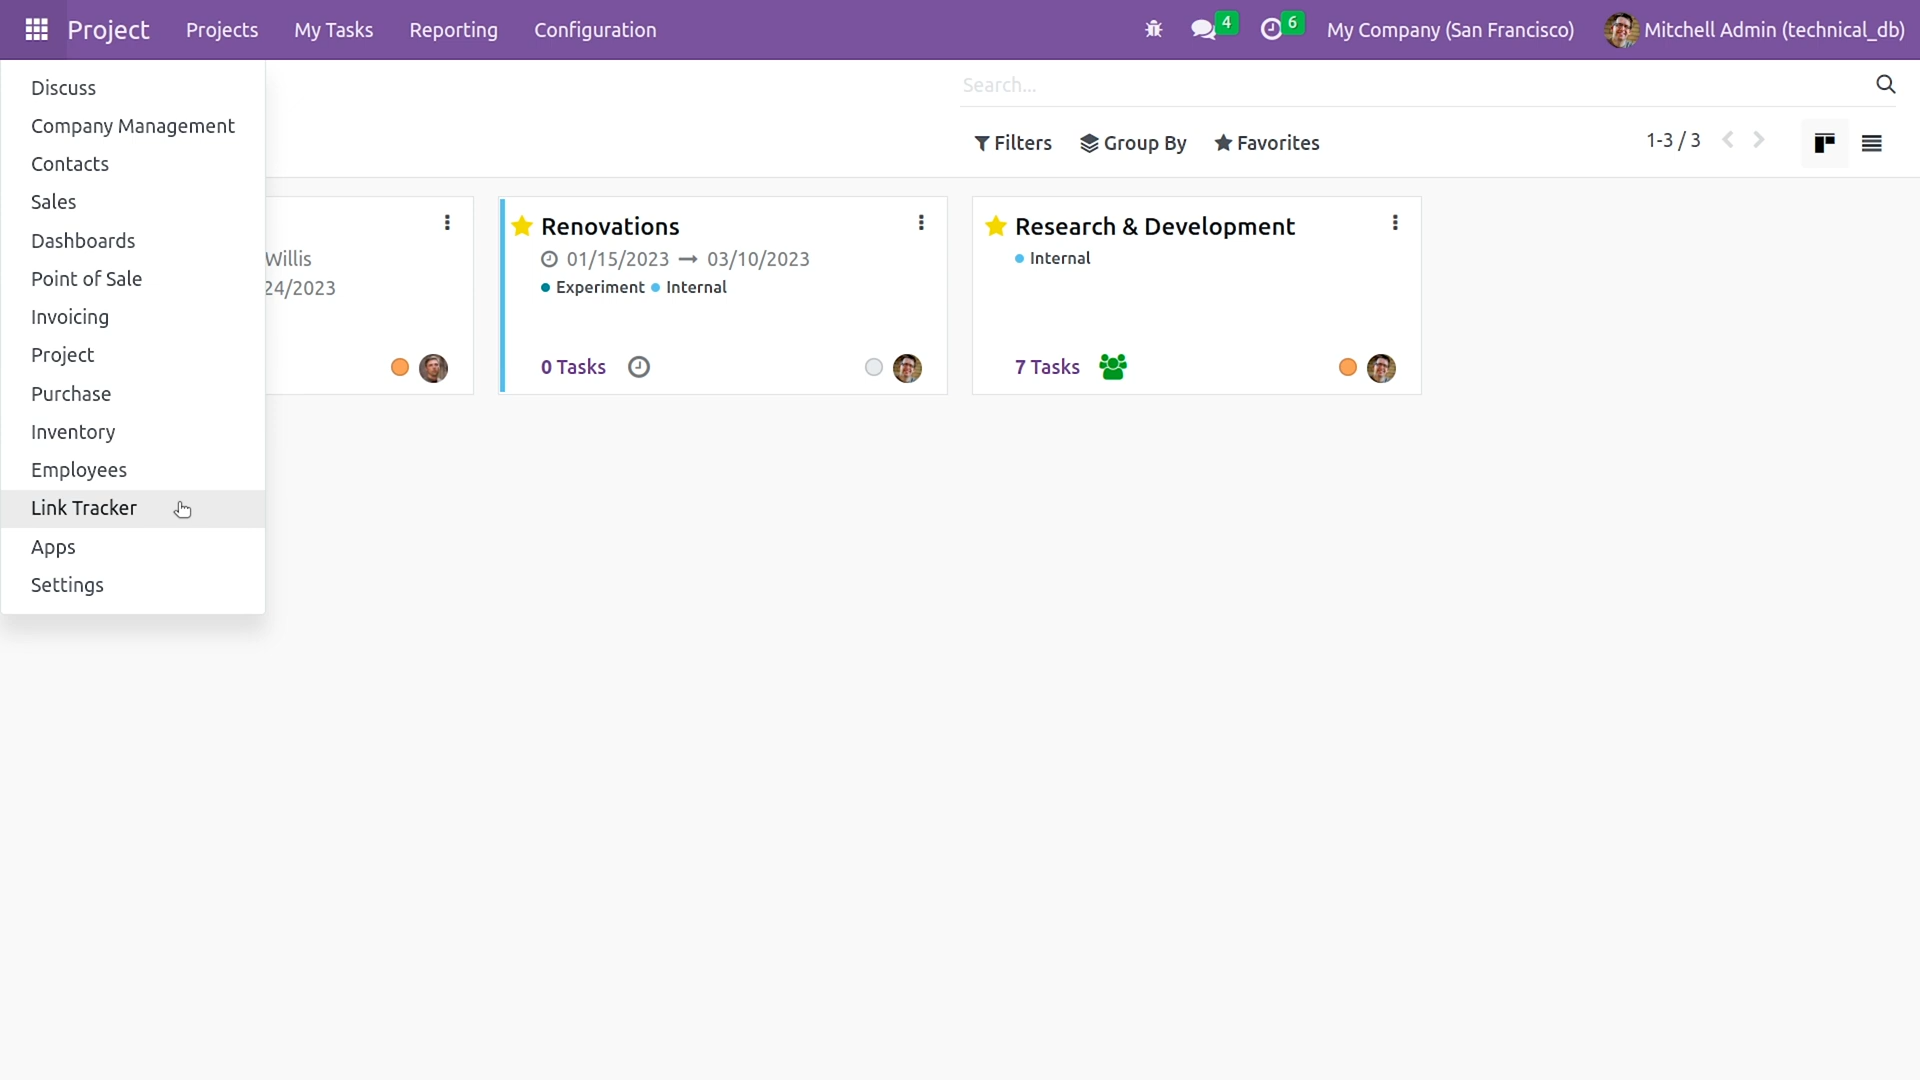 Project Projects My Tasks Reporting Configuration 4 6 My Company (San Francisco) Mitchell Admin (technical_db)
Discuss
Company Management
Contacts
Sales
Dashboards
Point of Sale
Invoicing
Project
Purchase
Inventory
Employees
Link Tracker
Apps
Settings
Search...
Filters Group By Favorites 1-3 / 3
Willis
24/2023
Renovations
01/15/2023 → 03/10/2023
Experiment Internal
0 Tasks
Research & Development
Internal
7 Tasks